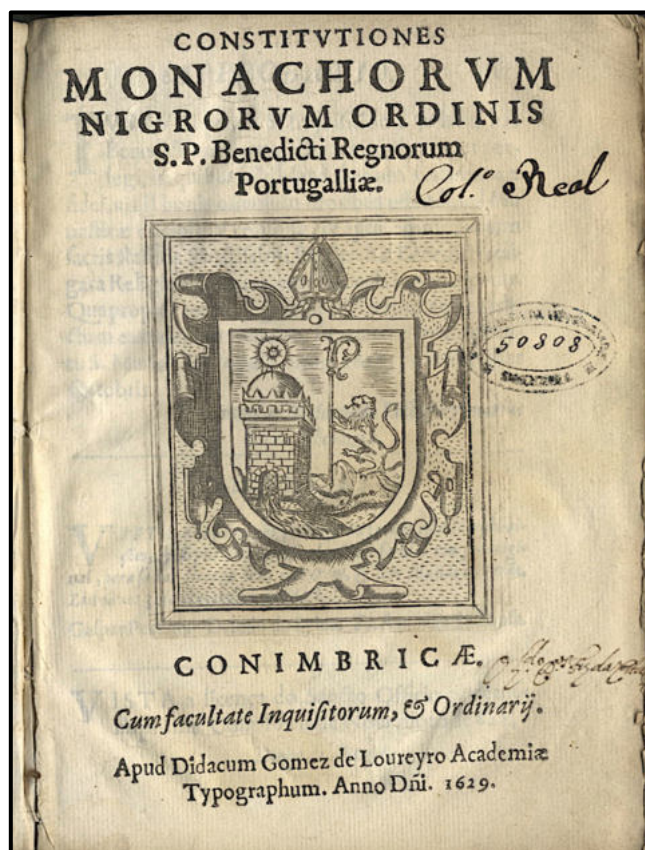 CONSTITVTIONES
MONACHORVM
NIGRORVM ORDINIS
S. P. Benedicti Regnorum
Portugalliæ.
Col.º Real
50808
CONIMBRICÆ.
Cum facultate Inquiſitorum, & Ordinarij.
Apud Didacum Gomez de Loureyro Academiæ
Typographum. Anno Dñi. 1629.